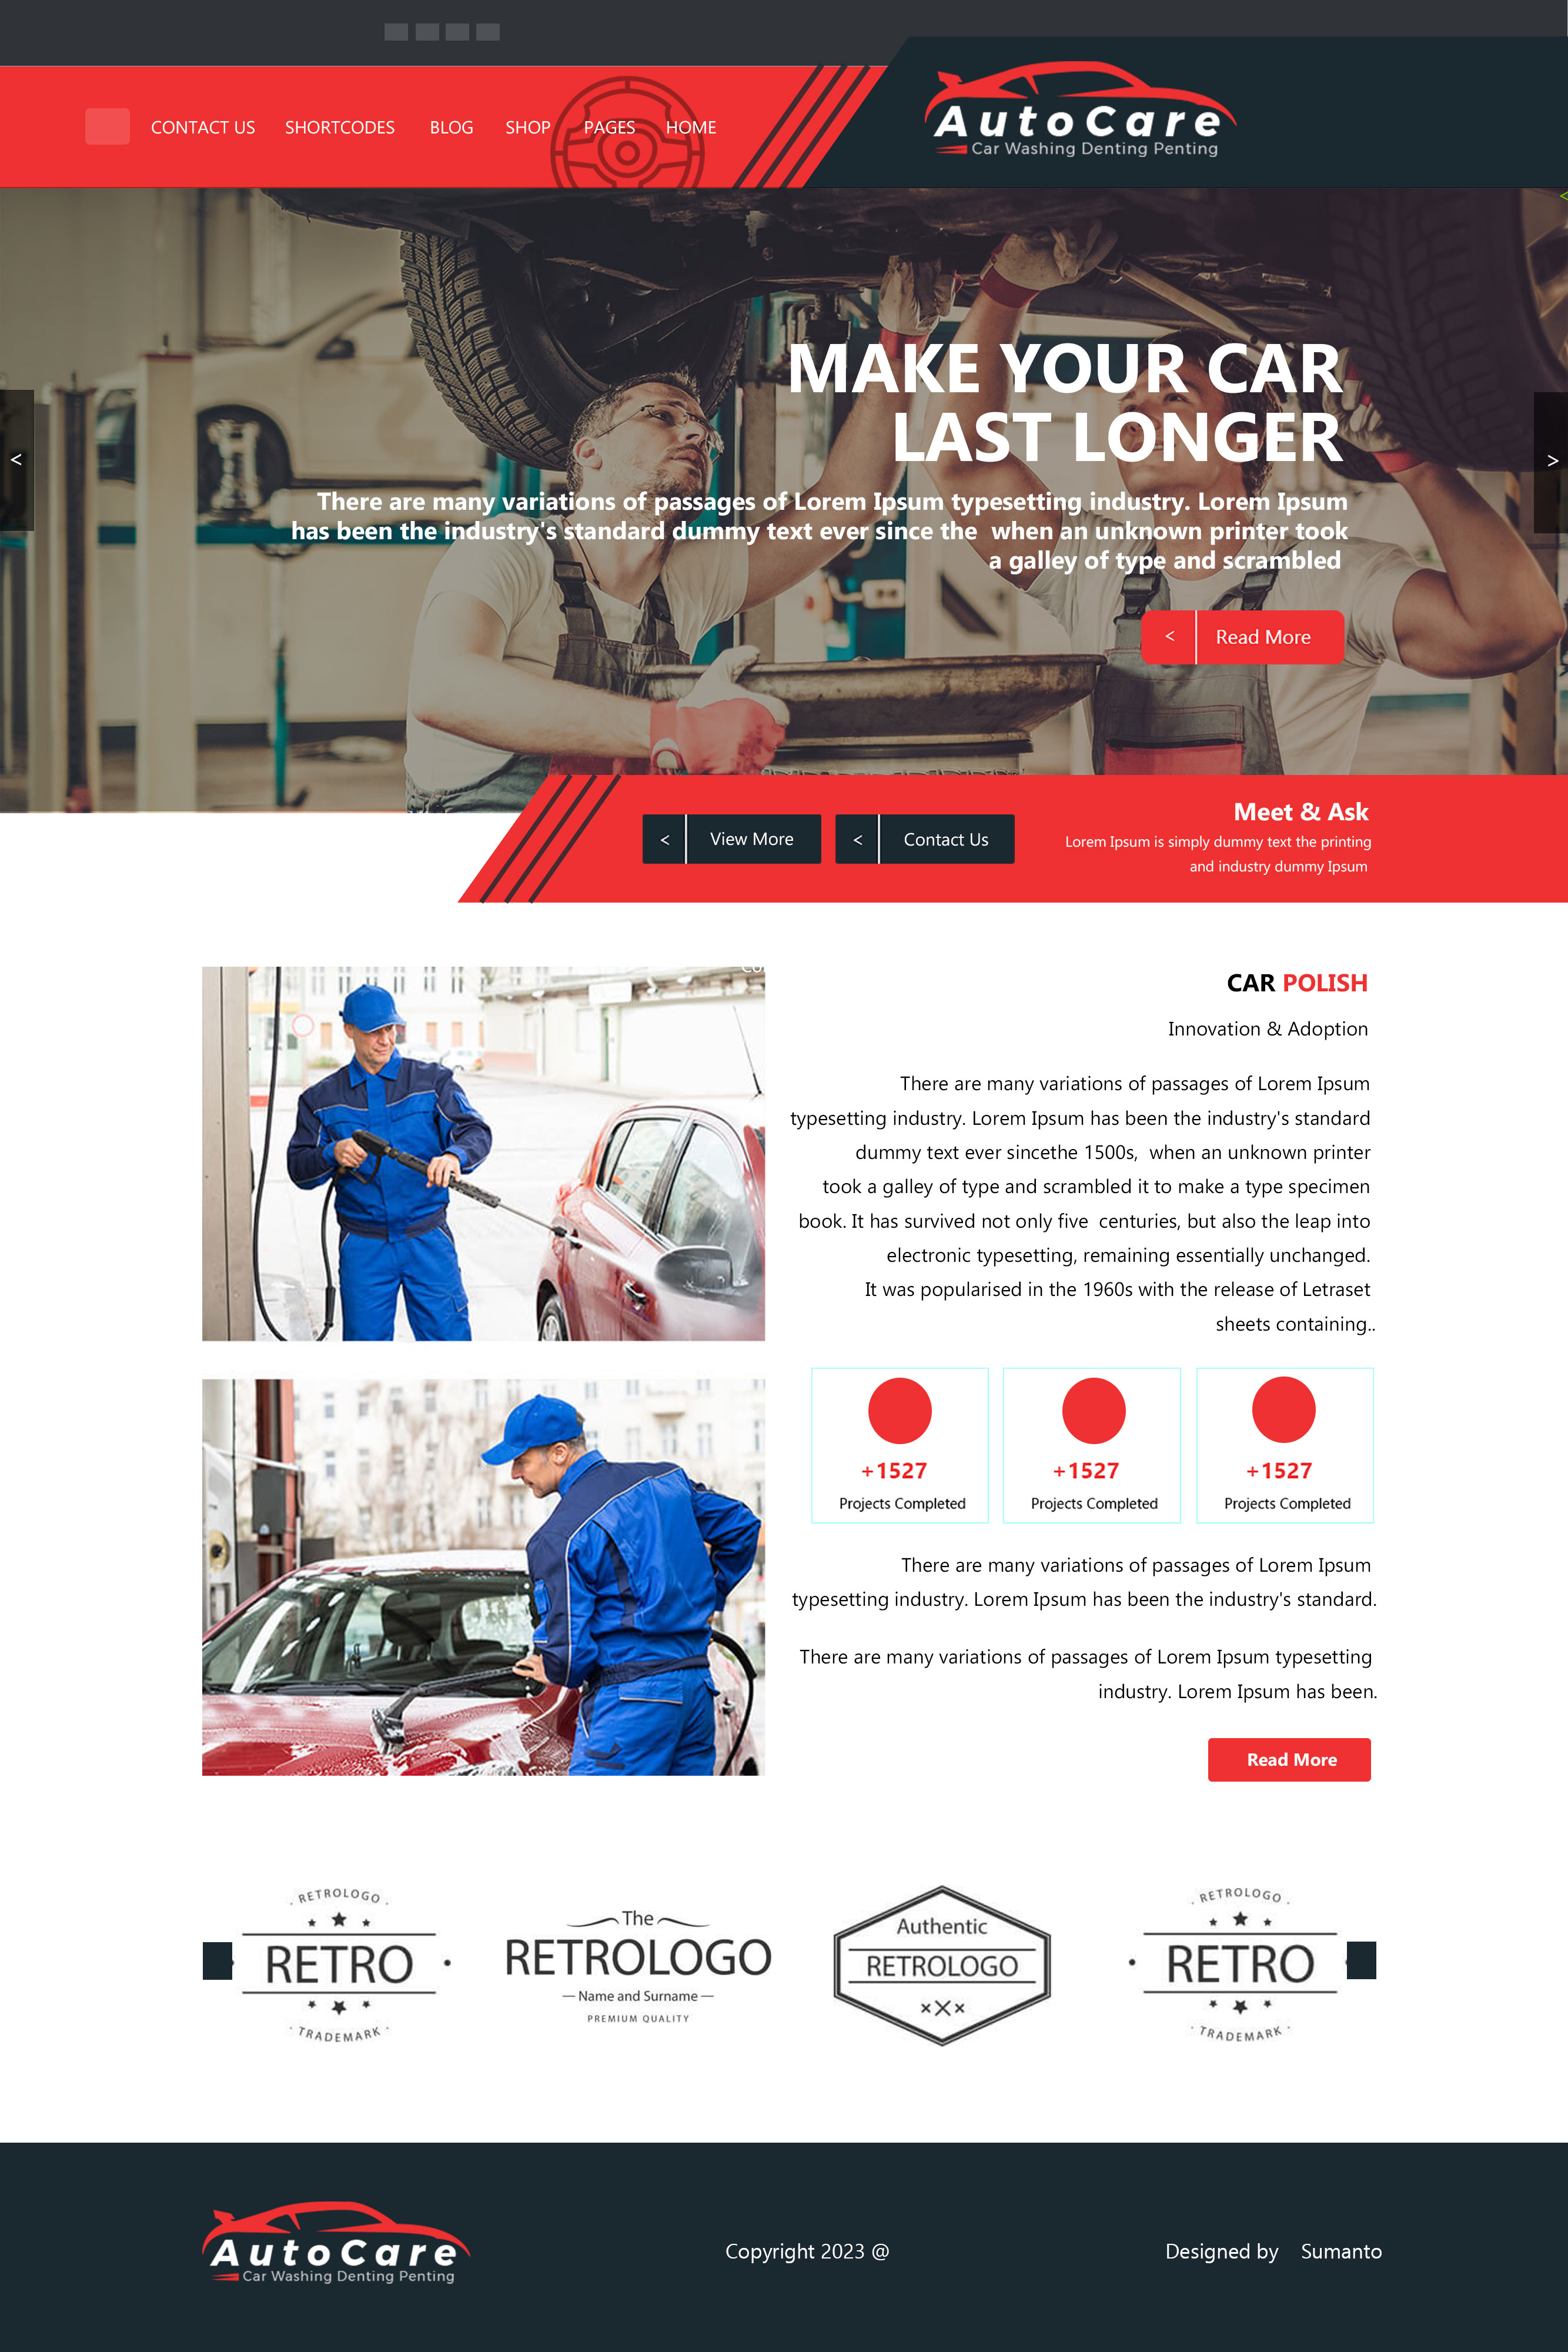 CONTACT US SHORTCODES BLOG SHOP PAGES HOME
AutoCare
Car Washing Denting Penting
<
MAKE YOUR CAR
LAST LONGER
There are many variations of passages of Lorem Ipsum typesetting industry. Lorem Ipsum
has been the industry's standard dummy text ever since the when an unknown printer took
a galley of type and scrambled
<
>
< Read More
< View More
< Contact Us
Meet & Ask
Lorem Ipsum is simply dummy text the printing
and industry dummy Ipsum
CAR POLISH
Innovation & Adoption
There are many variations of passages of Lorem Ipsum
typesetting industry. Lorem Ipsum has been the industry's standard
dummy text ever sincethe 1500s, when an unknown printer
took a galley of type and scrambled it to make a type specimen
book. It has survived not only five centuries, but also the leap into
electronic typesetting, remaining essentially unchanged.
It was popularised in the 1960s with the release of Letraset
sheets containing..
+1527
Projects Completed
+1527
Projects Completed
+1527
Projects Completed
There are many variations of passages of Lorem Ipsum
typesetting industry. Lorem Ipsum has been the industry's standard.
There are many variations of passages of Lorem Ipsum typesetting
industry. Lorem Ipsum has been.
Read More
· RETROLOGO ·
RETRO
· TRADEMARK ·
The
RETROLOGO
— Name and Surname —
PREMIUM QUALITY
Authentic
RETROLOGO
· RETROLOGO ·
RETRO
· TRADEMARK ·
AutoCare
Car Washing Denting Penting
Copyright 2023 @
Designed by Sumanto